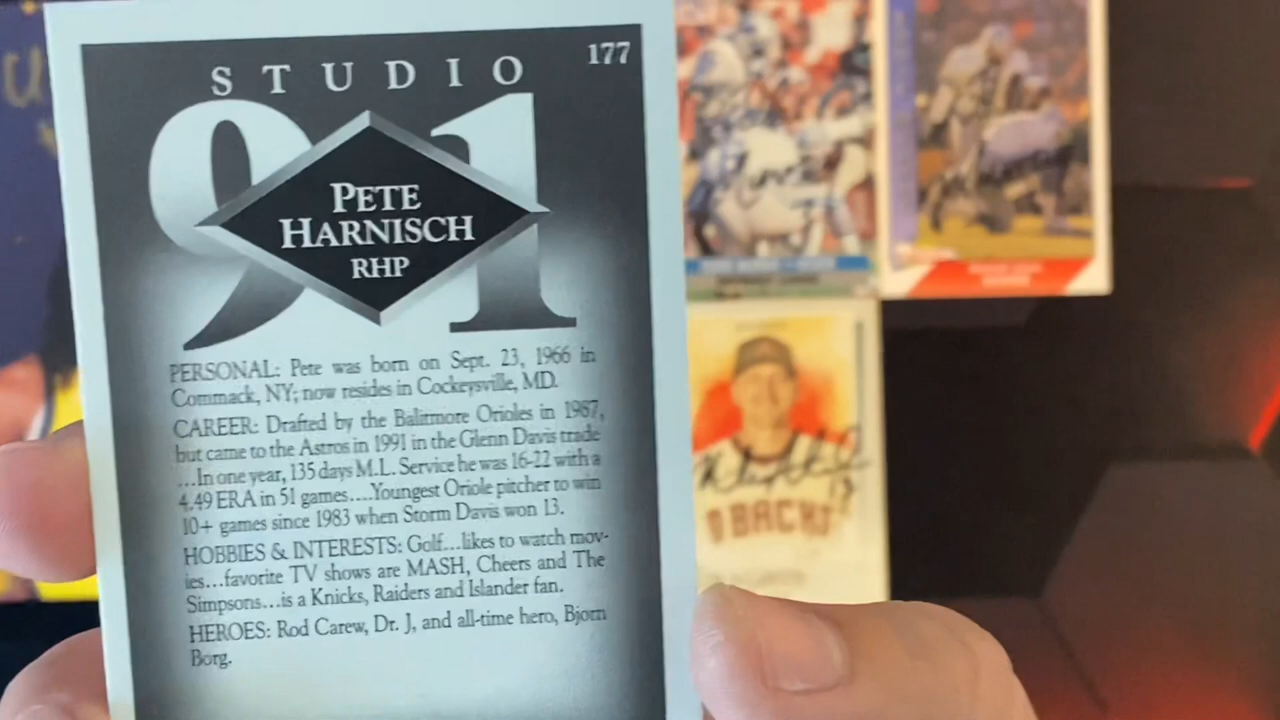 177
STUDIO
91
PETE
HARNISCH
RHP
PERSONAL: Pete was born on Sept. 23, 1966 in
Commack, NY; now resides in Cockeysville, MD.
CAREER: Drafted by the Balitmore Orioles in 1987,
but came to the Astros in 1991 in the Glenn Davis trade
...In one year, 135 days M.L. Service he was 16-22 with a
4.49 ERA in 51 games....Youngest Oriole pitcher to win
10+ games since 1983 when Storm Davis won 13.
HOBBIES & INTERESTS: Golf...likes to watch mov-
ies...favorite TV shows are MASH, Cheers and The
Simpsons...is a Knicks, Raiders and Islander fan.
HEROES: Rod Carew, Dr. J, and all-time hero, Bjorn
Borg.
D BACKS
13